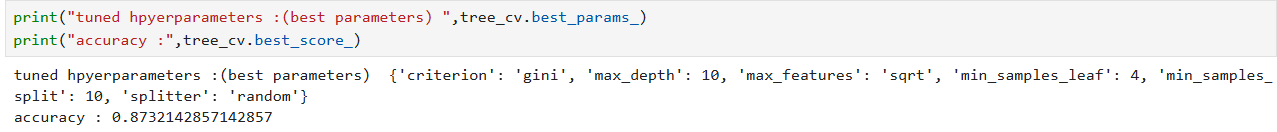 print("tuned hpyerparameters :(best parameters) ",tree_cv.best_params_)
print("accuracy :",tree_cv.best_score_)
tuned hpyerparameters :(best parameters)  {'criterion': 'gini', 'max_depth': 10, 'max_features': 'sqrt', 'min_samples_leaf': 4, 'min_samples_
split': 10, 'splitter': 'random'}
accuracy : 0.8732142857142857